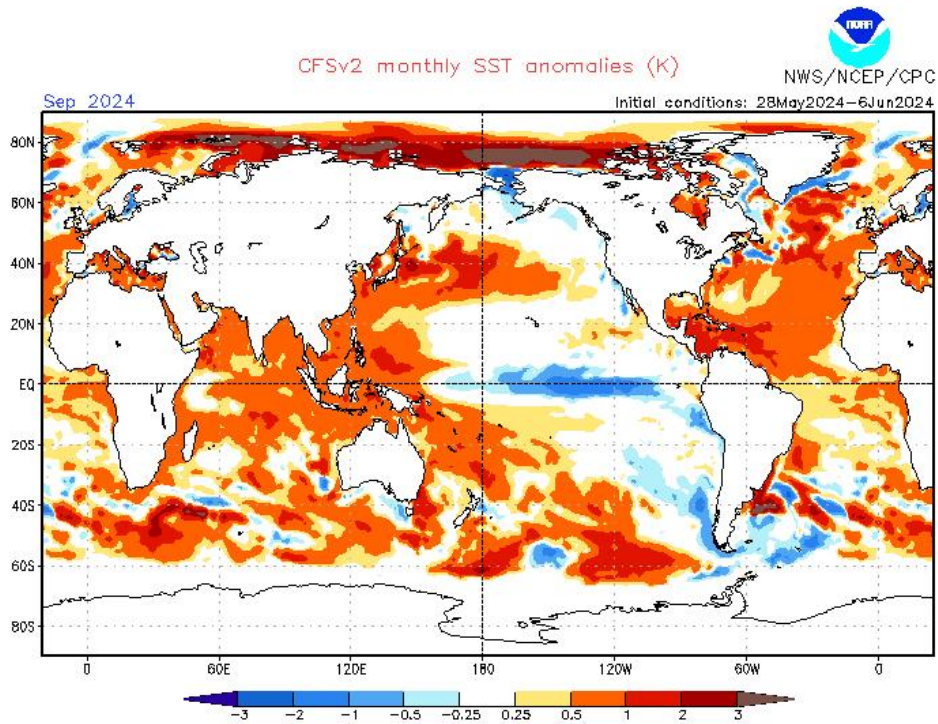 NOAA
CFSv2 monthly SST anomalies (K)
NWS/NCEP/CPC
Sep 2024
Initial conditions: 28May2024-6Jun2024
80N
60N
40N
20N
EQ
20S
40S
60S
80S
0 60E 120E 180 120W 60W 0
-3 -2 -1 -0.5 -0.25 0.25 0.5 1 2 3